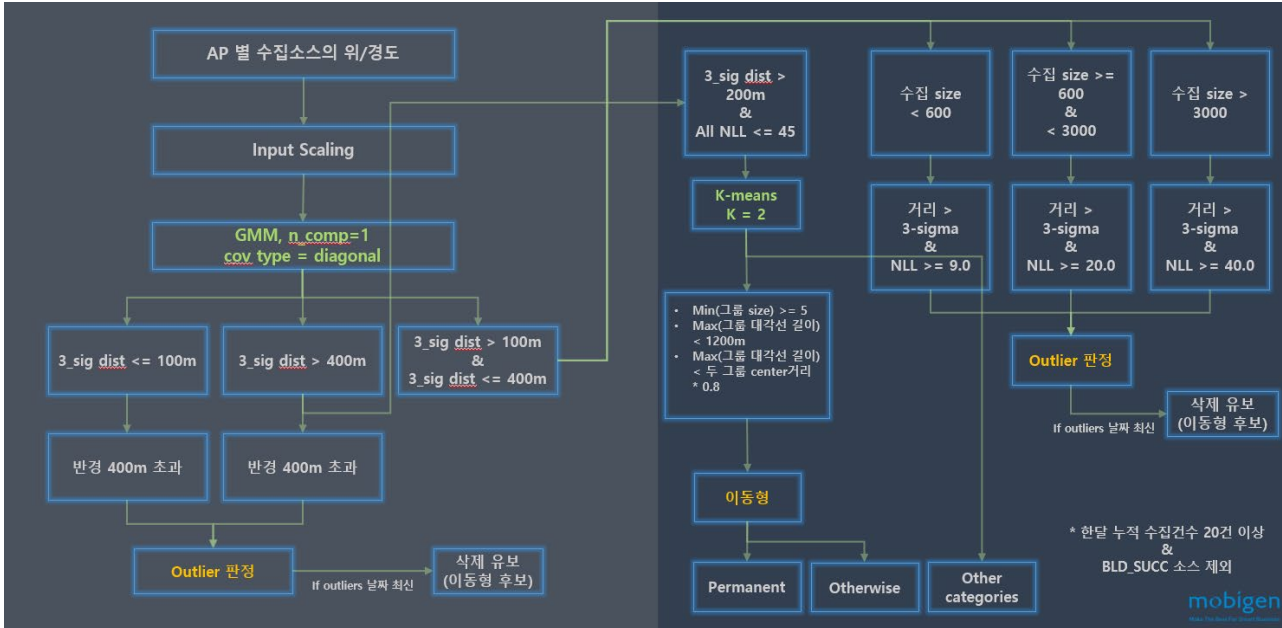 AP 별 수집소스의 위/경도
Input Scaling
GMM, n_comp=1
cov type = diagonal
3_sig dist <= 100m
3_sig dist > 400m
3_sig dist > 100m
&
3_sig dist <= 400m
반경 400m 초과
반경 400m 초과
Outlier 판정
If outliers 날짜 최신
삭제 유보
(이동형 후보)
3_sig dist >
200m
&
All NLL <= 45
K-means
K = 2
• Min(그룹 size) >= 5
• Max(그룹 대각선 길이)
< 1200m
• Max(그룹 대각선 길이)
< 두 그룹 center거리
* 0.8
이동형
Permanent
Otherwise
Other
categories
수집 size
< 600
수집 size >=
600
&
< 3000
수집 size >
3000
거리 >
3-sigma
&
NLL >= 9.0
거리 >
3-sigma
&
NLL >= 20.0
거리 >
3-sigma
&
NLL >= 40.0
Outlier 판정
If outliers 날짜 최신
삭제 유보
(이동형 후보)
* 한달 누적 수집건수 20건 이상
&
BLD_SUCC 소스 제외
mobigen